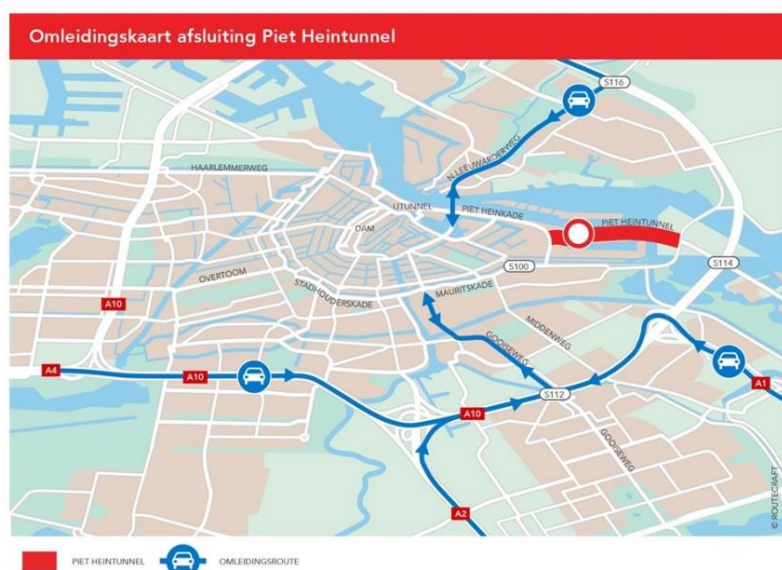 Omleidingskaart afsluiting Piet Heintunnel
S116
N.LEEUWARDERWEG
HAARLEMMERWEG
IJTUNNEL
PIET HEINKADE
PIET HEINTUNNEL
DAM
S100
S114
OVERTOOM
STADHOUDERSKADE
MAURITSKADE
A10
MIDDENWEG
GOOISEWEG
A4
A10
A1
S112
A10
GOOISEWEG
A2
© ROUTECRAFT
PIET HEINTUNNEL
OMLEIDINGSROUTE